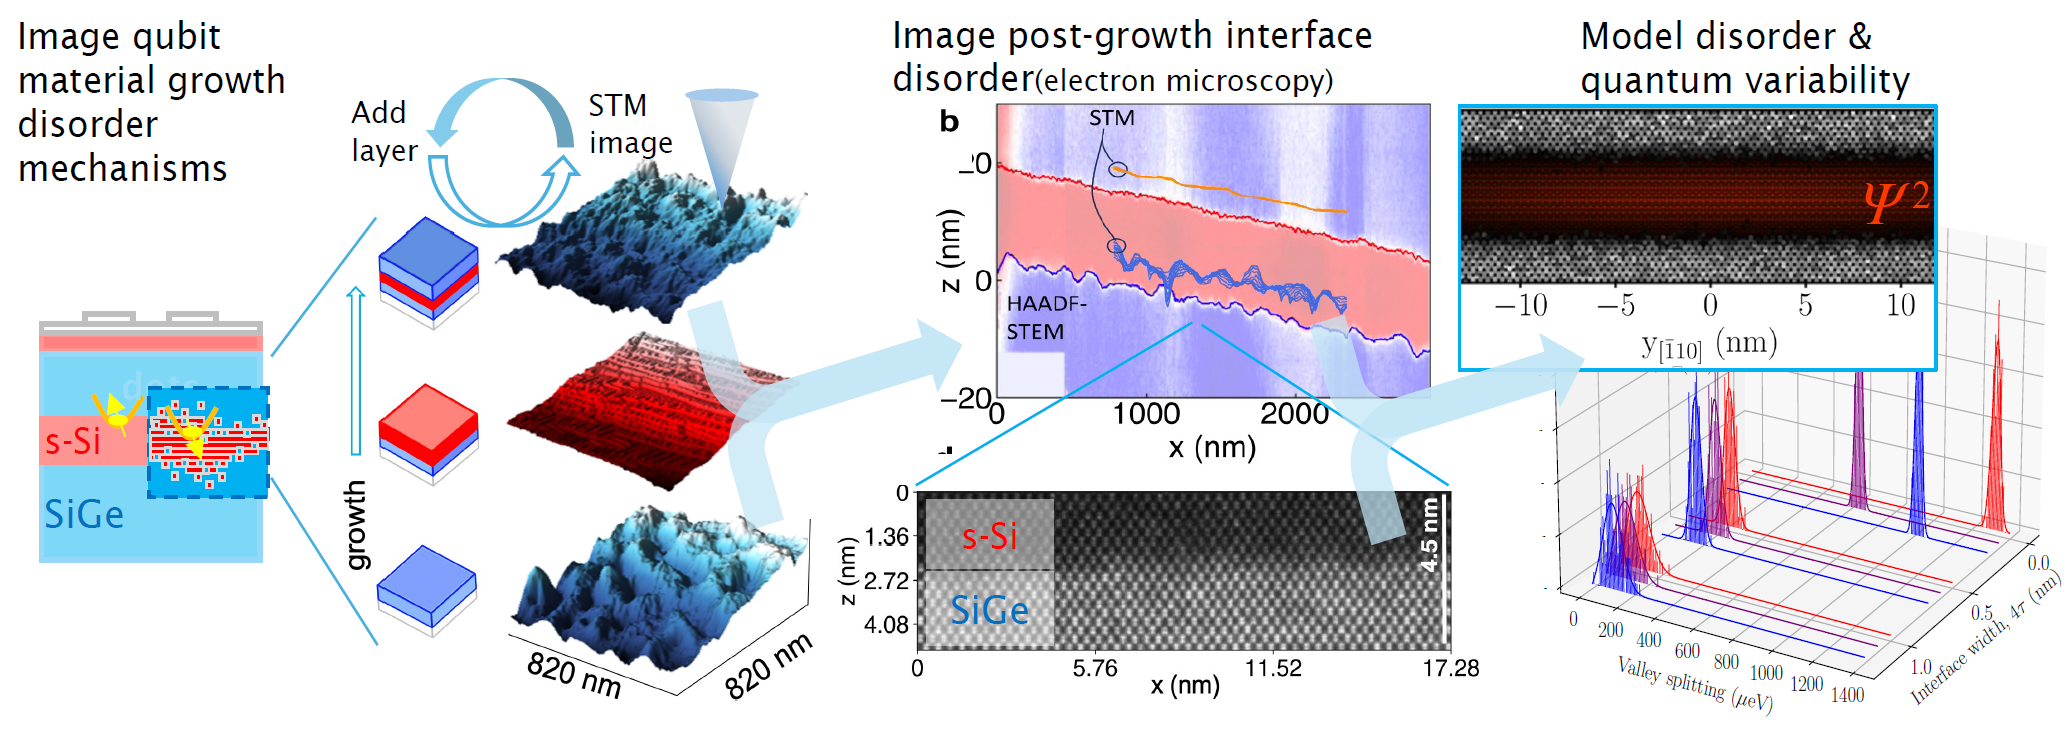 Image qubit
material growth
disorder
mechanisms
Add
layer
STM
image
growth
dots
s-Si
SiGe
820 nm
820 nm
Image post-growth interface
disorder(electron microscopy)
b
STM
20
0
−20
z (nm)
HAADF-
STEM
0
1000
2000
x (nm)
0
1.36
2.72
4.08
z (nm)
s-Si
SiGe
4.5 nm
0
5.76
11.52
17.28
x (nm)
Model disorder &
quantum variability
Ψ²
−10
−5
0
5
10
y[1̄10] (nm)
0
200
400
600
800
1000
1200
1400
Valley splitting (μeV)
0.0
0.5
1.0
Interface width, 4τ (nm)